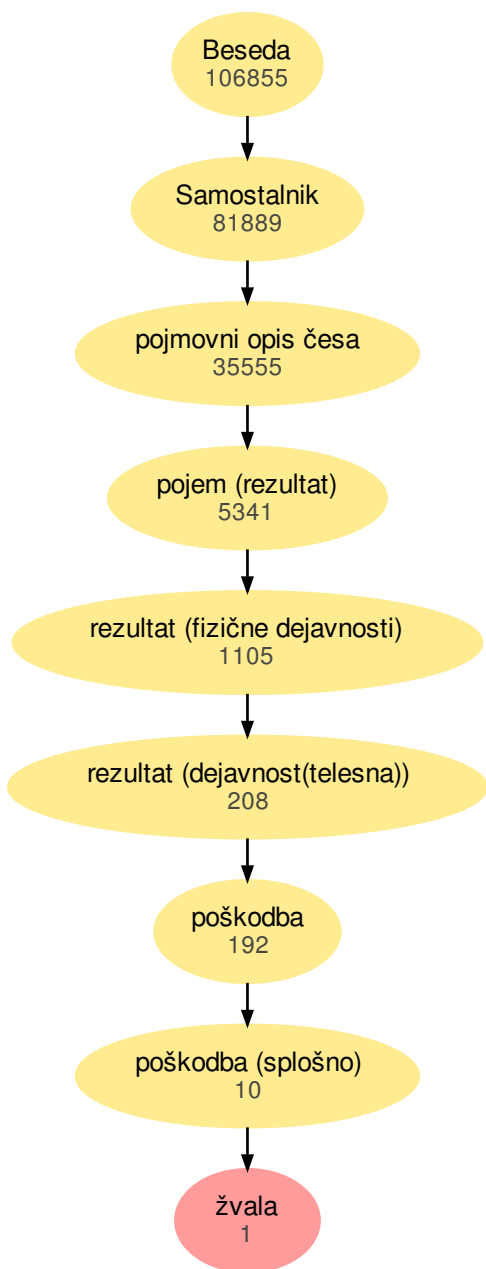 Beseda
106855
Samostalnik
81889
pojmovni opis česa
35555
pojem (rezultat)
5341
rezultat (fizične dejavnosti)
1105
rezultat (dejavnost(telesna))
208
poškodba
192
poškodba (splošno)
10
žvala
1